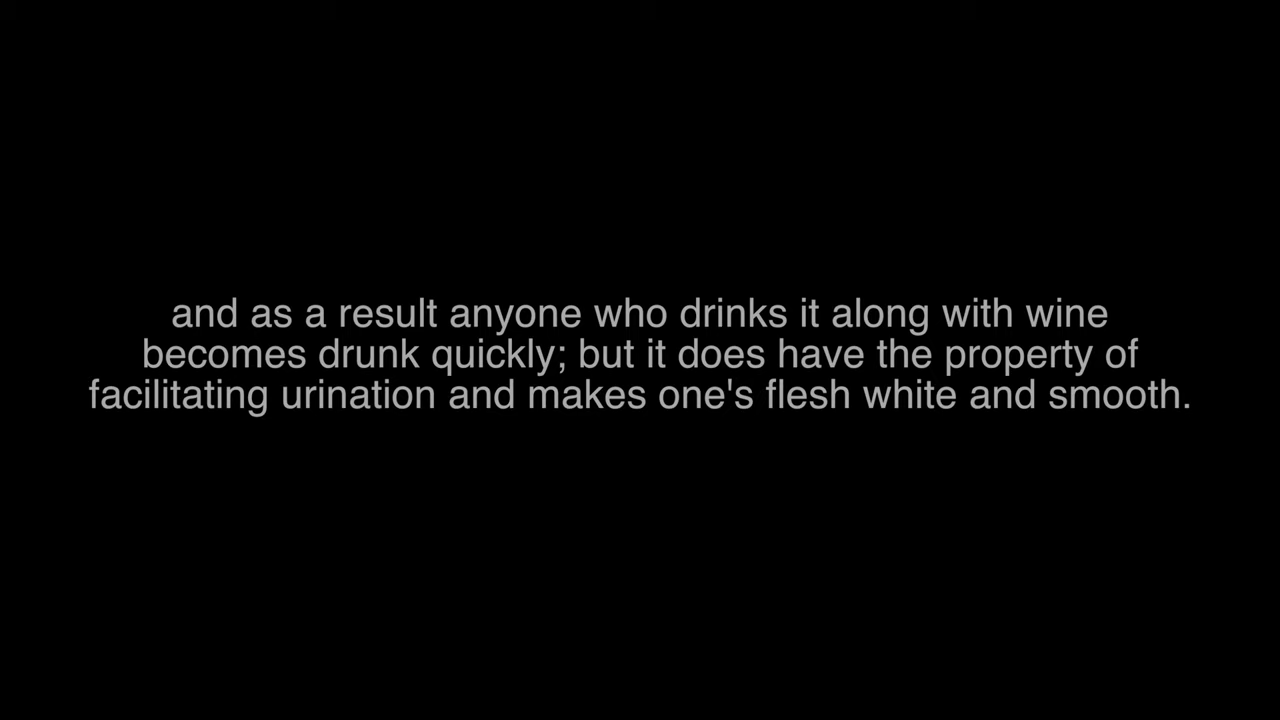 and as a result anyone who drinks it along with wine
becomes drunk quickly; but it does have the property of
facilitating urination and makes one's flesh white and smooth.